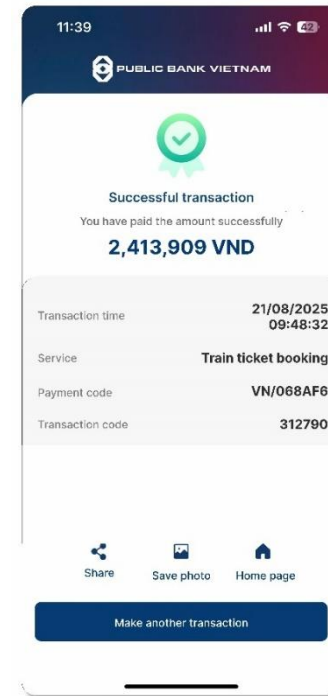 11:39
42
PUBLIC BANK VIETNAM
Successful transaction
You have paid the amount successfully
2,413,909 VND
Transaction time 21/08/2025
09:48:32
Service Train ticket booking
Payment code VN/068AF6
Transaction code 312790
Share Save photo Home page
Make another transaction